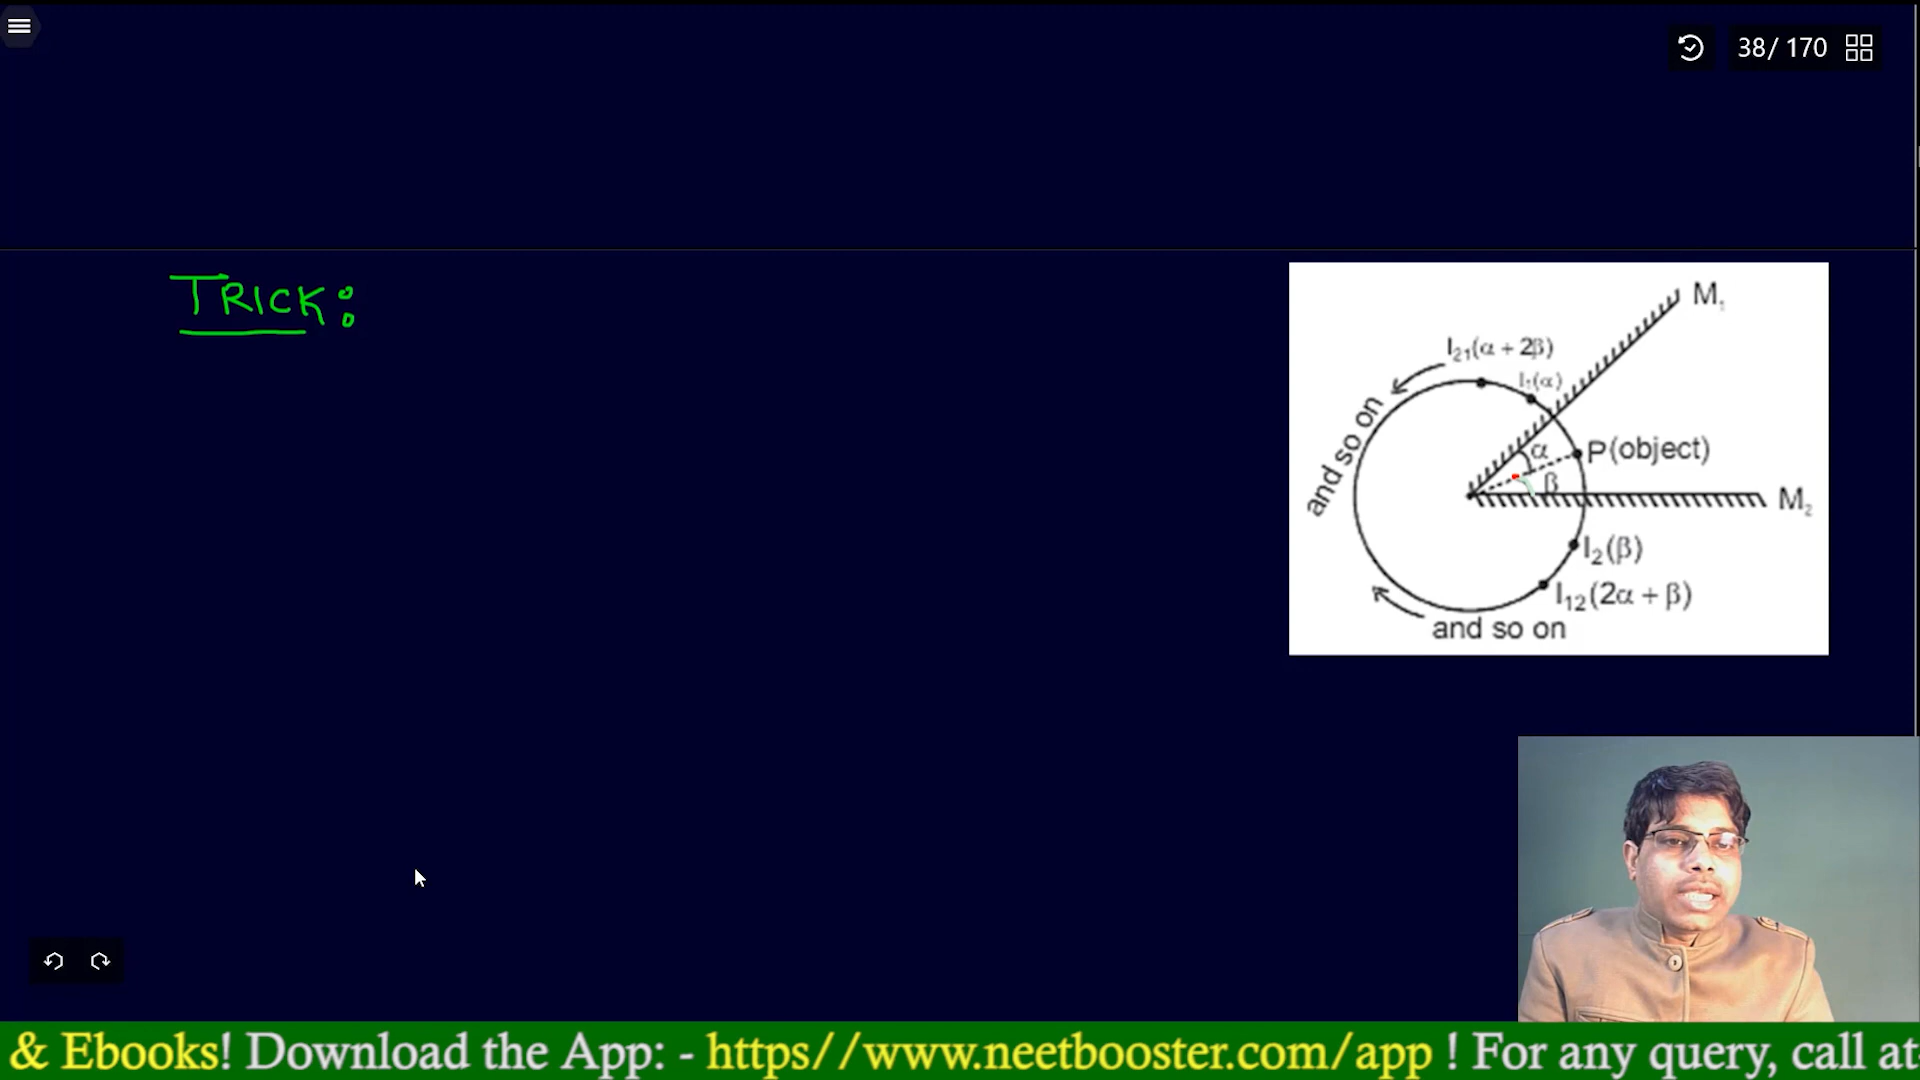 38/ 170
TRICK:
M₁
I₂₁(α + 2β)
I₁(α)
and so on
α
P(object)
β
M₂
I₂(β)
I₁₂(2α + β)
and so on
& Ebooks! Download the App: - https//www.neetbooster.com/app ! For any query, call at